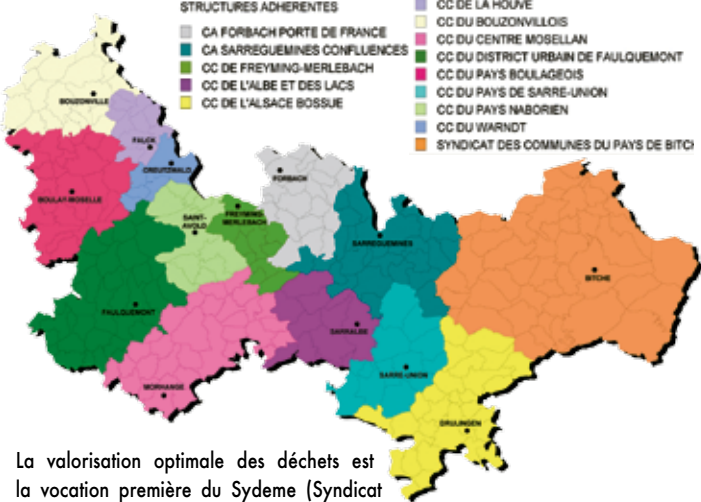 STRUCTURES ADHERENTES
CA FORBACH PORTE DE FRANCE
CA SARREGUEMINES CONFLUENCES
CC DE FREYMING-MERLEBACH
CC DE L'ALBE ET DES LACS
CC DE L'ALSACE BOSSUE
CC DE LA HOUVE
CC DU BOUZONVILLOIS
CC DU CENTRE MOSELLAN
CC DU DISTRICT URBAIN DE FAULQUEMONT
CC DU PAYS BOULAGEOIS
CC DU PAYS DE SARRE-UNION
CC DU PAYS NABORIEN
CC DU WARNDT
SYNDICAT DES COMMUNES DU PAYS DE BITCH
BOUZONVILLE
FALCK
CREUTZWALD
FORBACH
BOULAY-MOSELLE
SAINT-
AVOLD
FREYMING-
MERLEBACH
SARREGUEMINES
BITCHE
FAULQUEMONT
SARRALBE
SARRE-UNION
MORHANGE
DRULINGEN
La valorisation optimale des déchets est
la vocation première du Sydeme (Syndicat